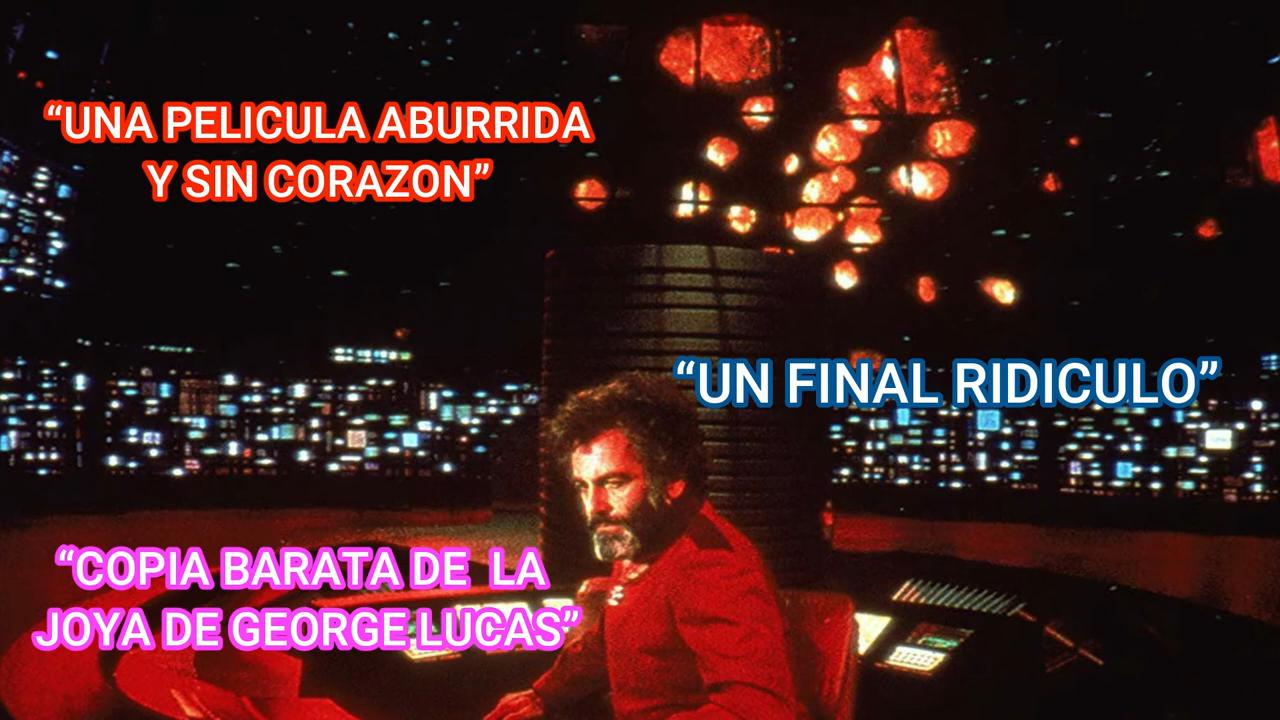 “UNA PELICULA ABURRIDA
Y SIN CORAZON”
“UN FINAL RIDICULO”
“COPIA BARATA DE LA
JOYA DE GEORGE LUCAS”